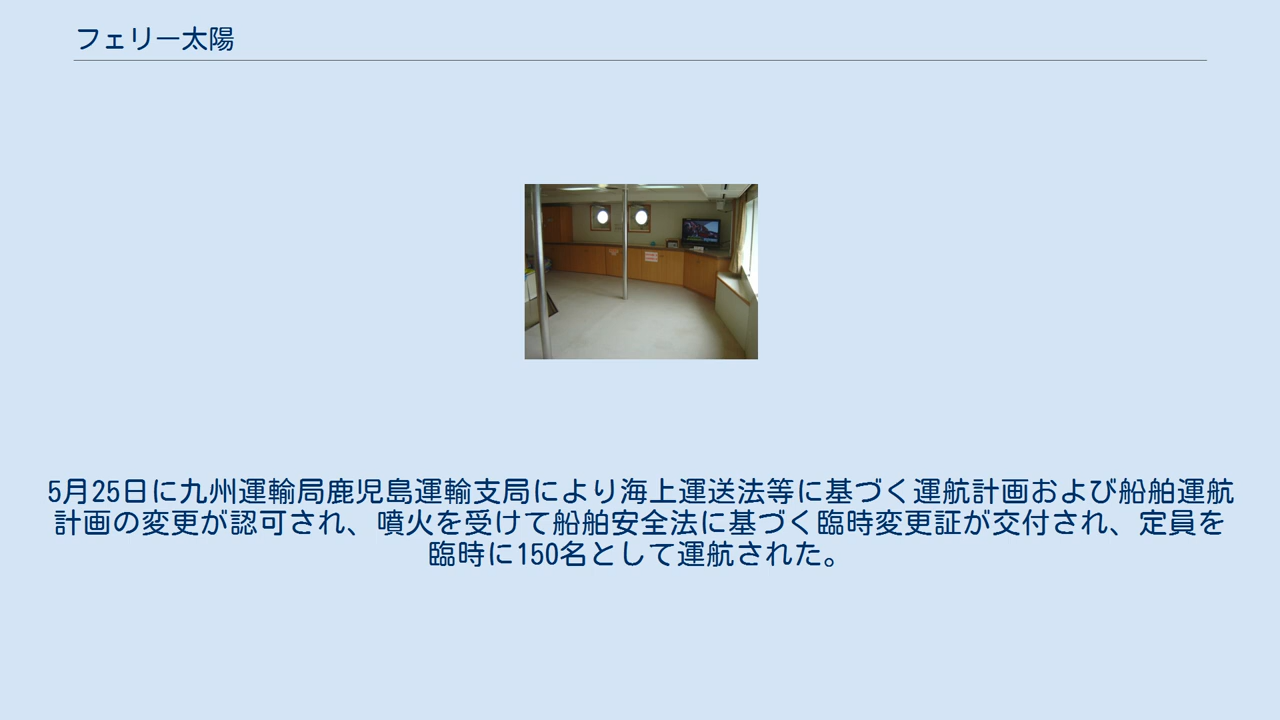 フェリー太陽
5月25日に九州運輸局鹿児島運輸支局により海上運送法等に基づく運航計画および船舶運航
計画の変更が認可され、噴火を受けて船舶安全法に基づく臨時変更証が交付され、定員を
臨時に150名として運航された。